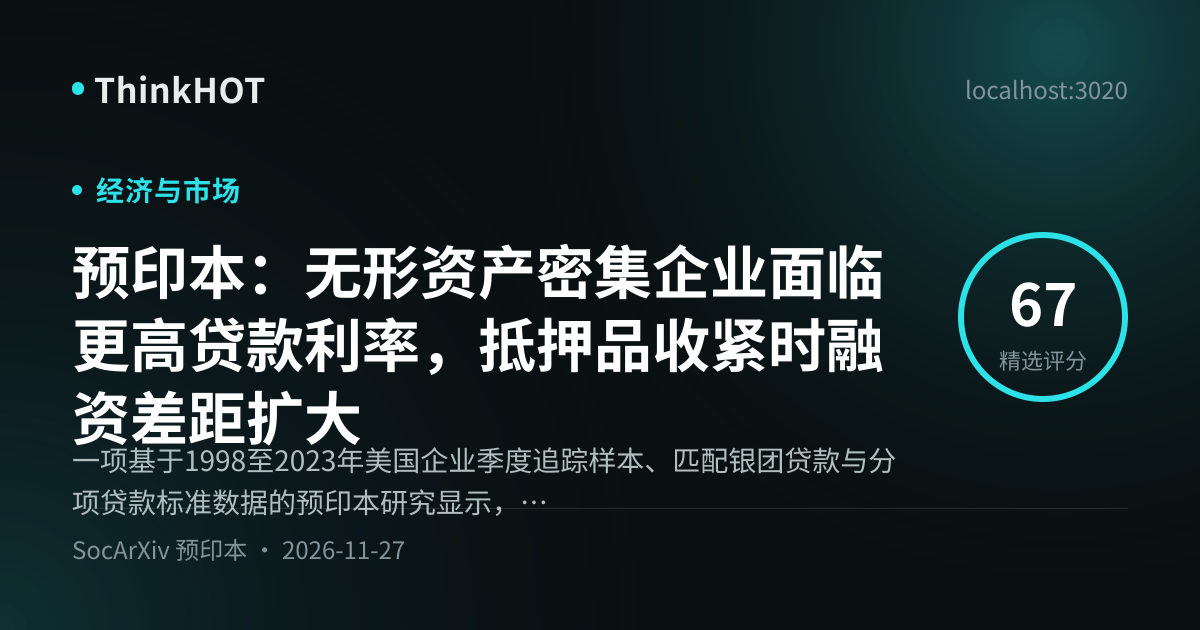 ThinkHOT
localhost:3020
经济与市场
预印本：无形资产密集企业面临
更高贷款利率，抵押品收紧时融
资差距扩大
67
精选评分
一项基于1998至2023年美国企业季度追踪样本、匹配银团贷款与分
项贷款标准数据的预印本研究显示，…
SocArXiv 预印本 · 2026-11-27